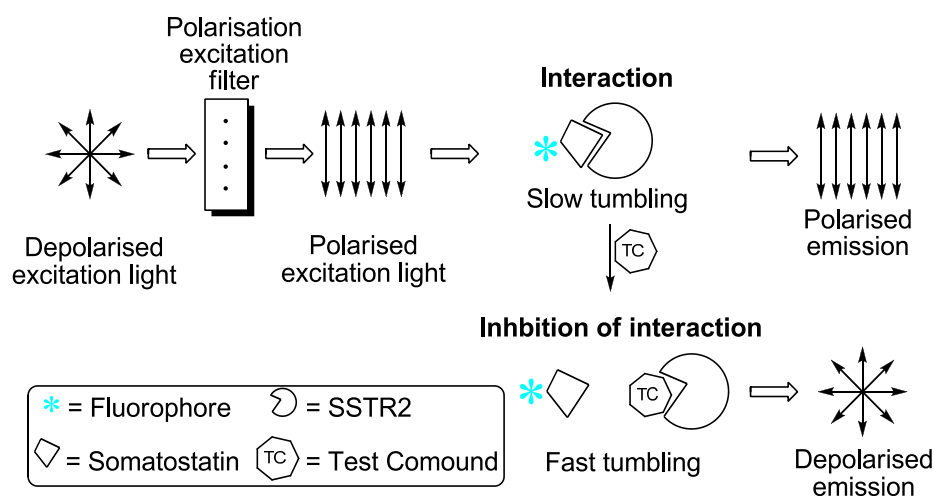 Polarisation
excitation
filter
Interaction
Slow tumbling
Depolarised
excitation light
Polarised
excitation light
Polarised
emission
TC
Inhbition of interaction
TC
* = Fluorophore
= SSTR2
= Somatostatin
TC = Test Comound
Fast tumbling
Depolarised
emission